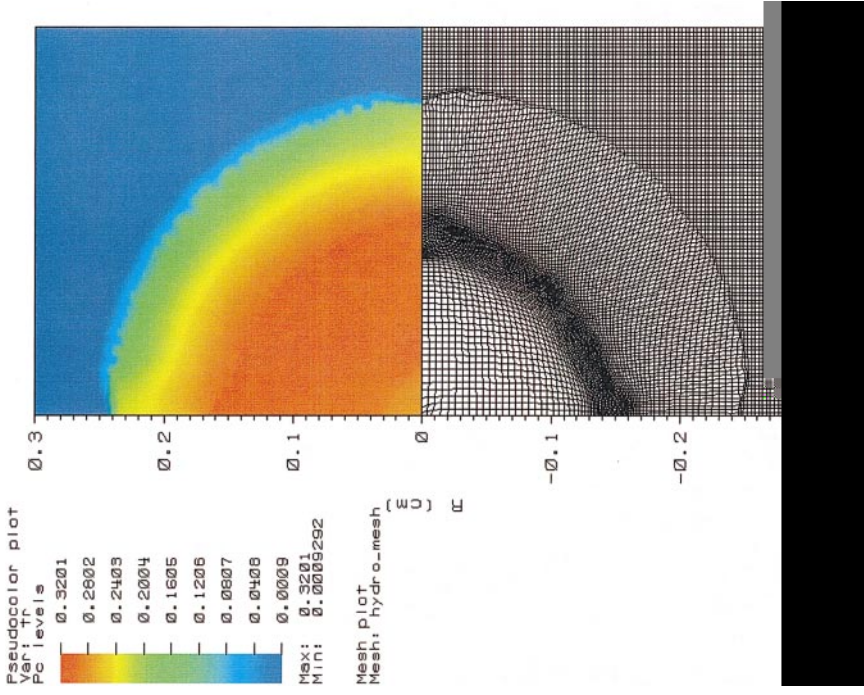 Pseudocolor plot
Var: Tr
Pc levels
0.3201
0.2802
0.2403
0.2004
0.1605
0.1206
0.0807
0.0408
0.0009
Max: 0.3201
Min: 0.0009292
Mesh plot
Mesh: hydro_mesh
0.3
0.2
0.1
0
-0.1
-0.2
R (cm)